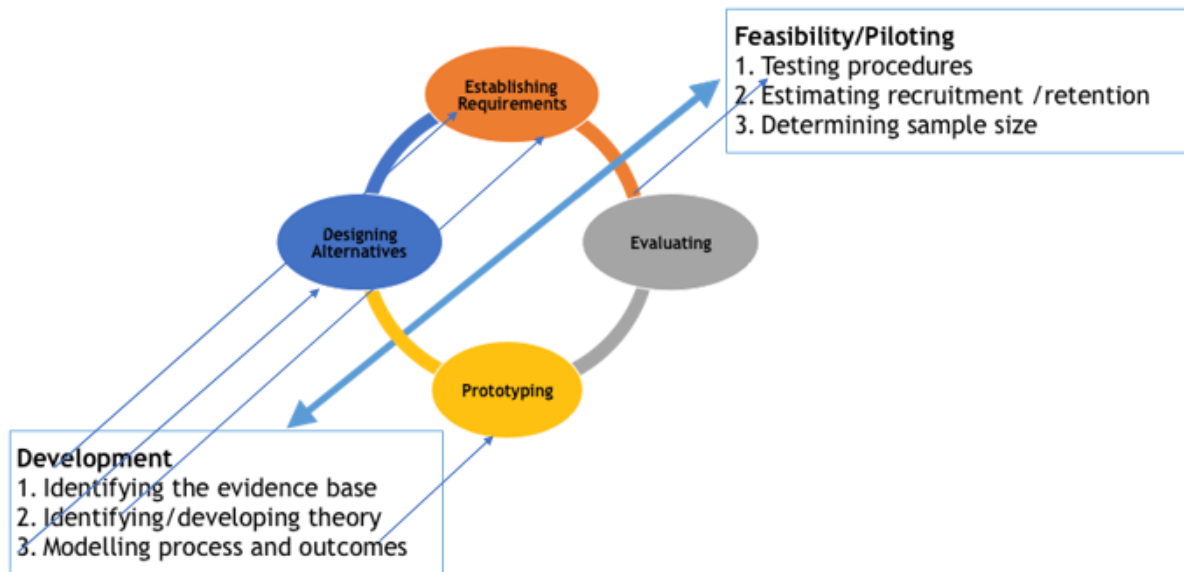 Feasibility/Piloting
1. Testing procedures
2. Estimating recruitment /retention
3. Determining sample size
Establishing
Requirements
Designing
Alternatives
Evaluating
Prototyping
Development
1. Identifying the evidence base
2. Identifying/developing theory
3. Modelling process and outcomes